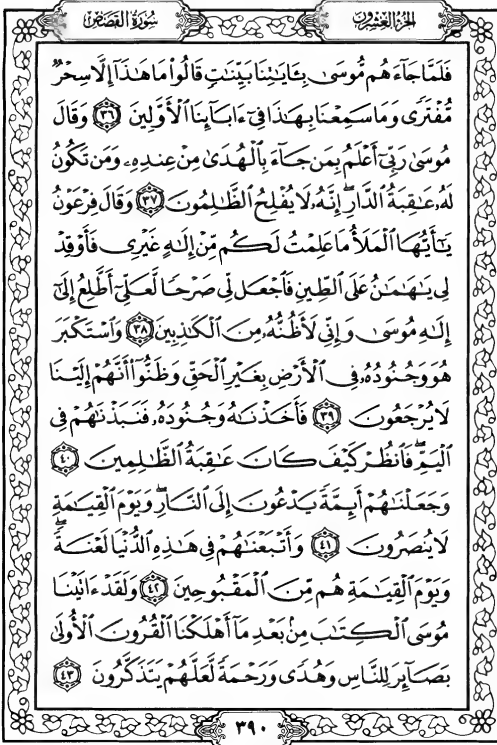 الجزء العشرون
سورة القصص
فَلَمَّا جَآءَهُم مُّوسَىٰ بِـَٔايَٰتِنَا بَيِّنَٰتٍ قَالُوا۟ مَا هَٰذَآ إِلَّا سِحْرٌ
مُّفْتَرًى وَمَا سَمِعْنَا بِهَٰذَا فِىٓ ءَابَآئِنَا ٱلْأَوَّلِينَ ٣٦ وَقَالَ
مُوسَىٰ رَبِّىٓ أَعْلَمُ بِمَن جَآءَ بِٱلْهُدَىٰ مِنْ عِندِهِۦ وَمَن تَكُونُ
لَهُۥ عَٰقِبَةُ ٱلدَّارِ ۖ إِنَّهُۥ لَا يُفْلِحُ ٱلظَّٰلِمُونَ ٣٧ وَقَالَ فِرْعَوْنُ
يَٰٓأَيُّهَا ٱلْمَلَأُ مَا عَلِمْتُ لَكُم مِّنْ إِلَٰهٍ غَيْرِى فَأَوْقِدْ
لِى يَٰهَٰمَٰنُ عَلَى ٱلطِّينِ فَٱجْعَل لِّى صَرْحًا لَّعَلِّىٓ أَطَّلِعُ إِلَىٰٓ
إِلَٰهِ مُوسَىٰ وَإِنِّى لَأَظُنُّهُۥ مِنَ ٱلْكَٰذِبِينَ ٣٨ وَٱسْتَكْبَرَ
هُوَ وَجُنُودُهُۥ فِى ٱلْأَرْضِ بِغَيْرِ ٱلْحَقِّ وَظَنُّوٓا۟ أَنَّهُمْ إِلَيْنَا
لَا يُرْجَعُونَ ٣٩ فَأَخَذْنَٰهُ وَجُنُودَهُۥ فَنَبَذْنَٰهُمْ فِى
ٱلْيَمِّ ۖ فَٱنظُرْ كَيْفَ كَانَ عَٰقِبَةُ ٱلظَّٰلِمِينَ ٤٠
وَجَعَلْنَٰهُمْ أَئِمَّةً يَدْعُونَ إِلَى ٱلنَّارِ ۖ وَيَوْمَ ٱلْقِيَٰمَةِ
لَا يُنصَرُونَ ٤١ وَأَتْبَعْنَٰهُمْ فِى هَٰذِهِ ٱلدُّنْيَا لَعْنَةً ۖ
وَيَوْمَ ٱلْقِيَٰمَةِ هُم مِّنَ ٱلْمَقْبُوحِينَ ٤٢ وَلَقَدْ ءَاتَيْنَا
مُوسَى ٱلْكِتَٰبَ مِنۢ بَعْدِ مَآ أَهْلَكْنَا ٱلْقُرُونَ ٱلْأُولَىٰ
بَصَآئِرَ لِلنَّاسِ وَهُدًى وَرَحْمَةً لَّعَلَّهُمْ يَتَذَكَّرُونَ ٤٣
٣٩٠